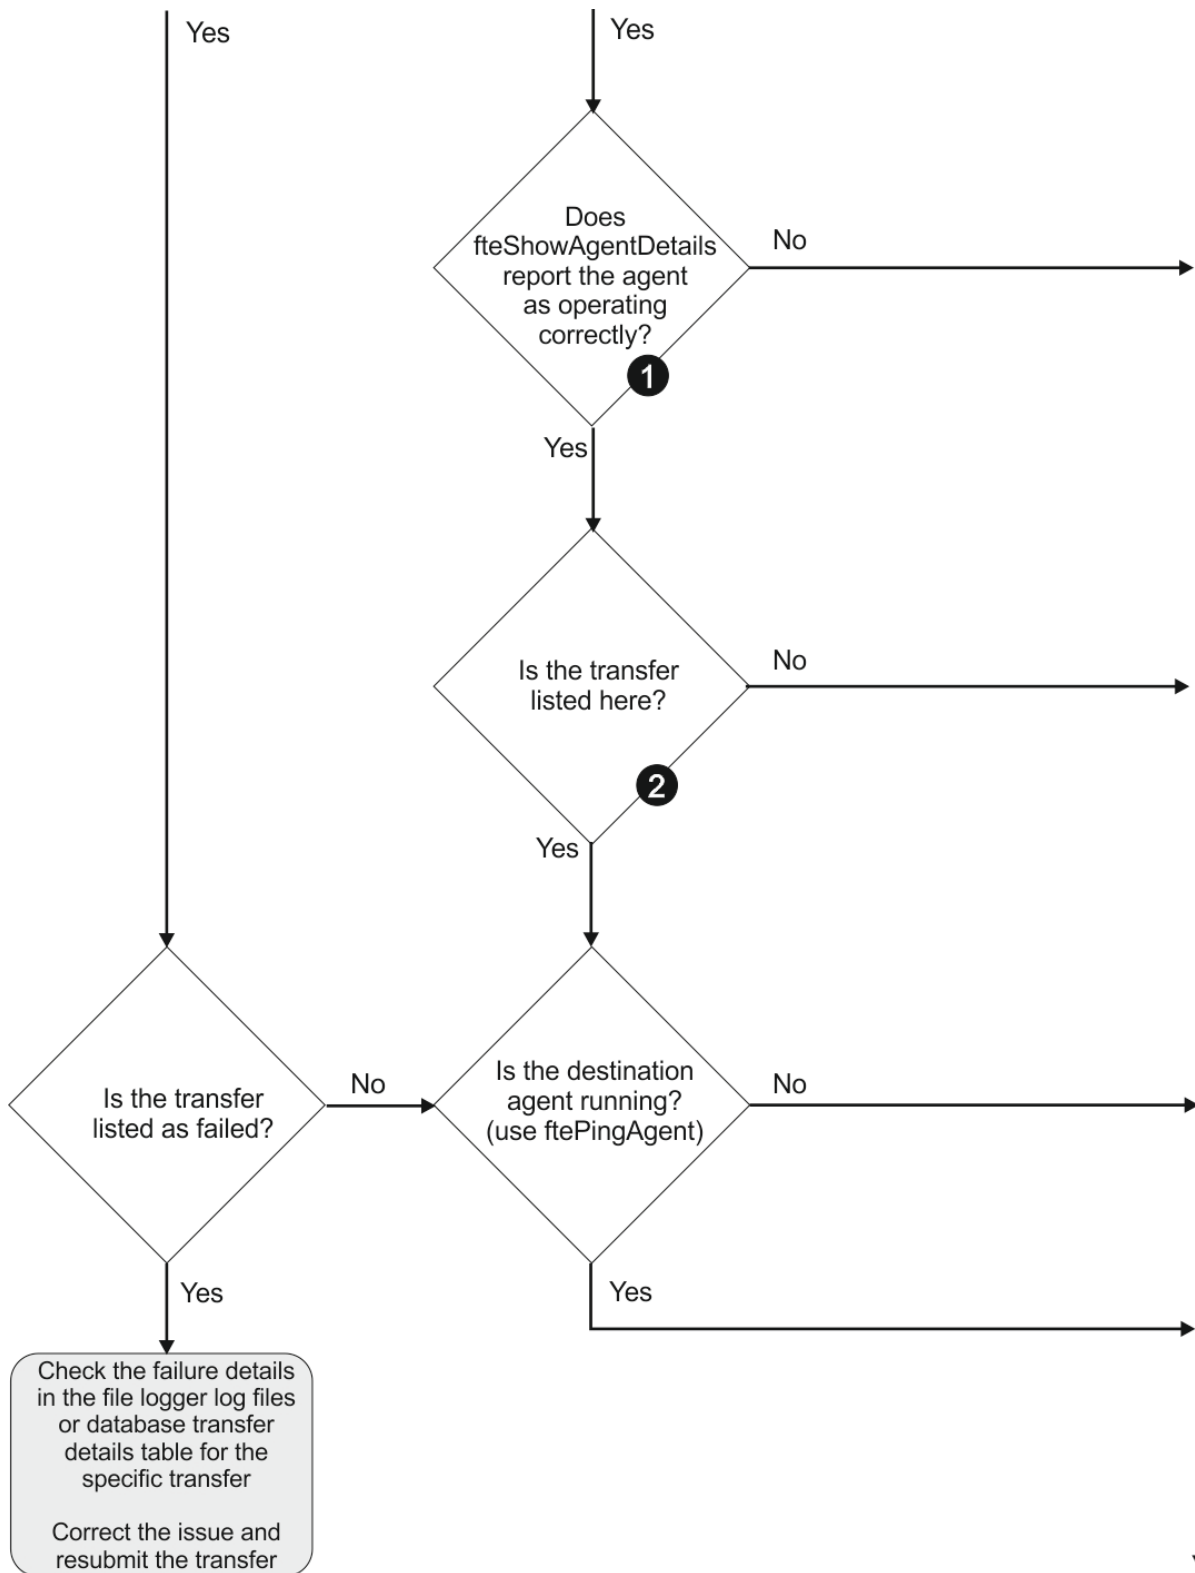 Yes
Yes
Does
fteShowAgentDetails
report the agent
as operating
correctly?
No
1
Yes
Is the transfer
listed here?
No
2
Yes
Is the transfer
listed as failed?
No
Is the destination
agent running?
(use ftePingAgent)
No
Yes
Yes
Check the failure details
in the file logger log files
or database transfer
details table for the
specific transfer
Correct the issue and
resubmit the transfer